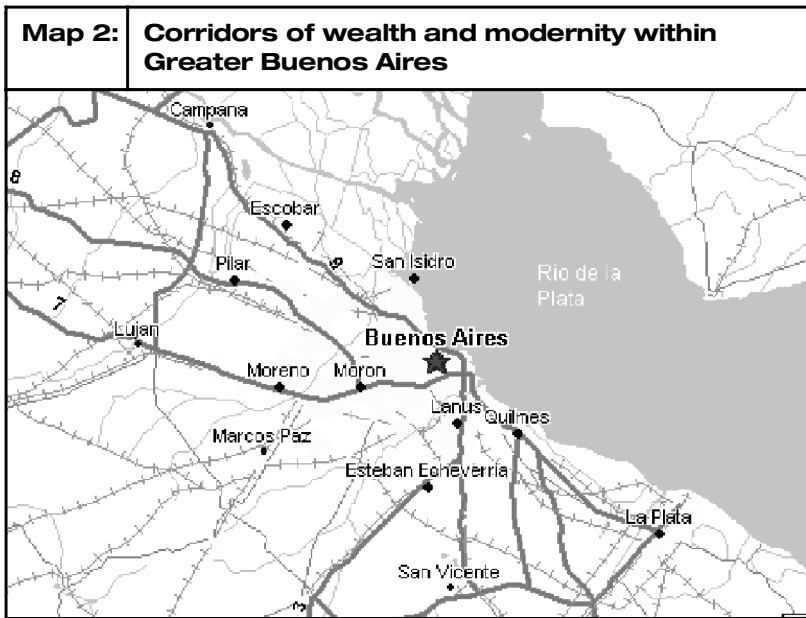 Map 2:
Corridors of wealth and modernity within
Greater Buenos Aires
Campana
8
Escobar
Pilar
9
San Isidro
Río de la
Plata
7
Lujan
Buenos Aires
Moreno
Moron
Lanus
Quilmes
Marcos Paz
Esteban Echeverria
La Plata
San Vicente
3